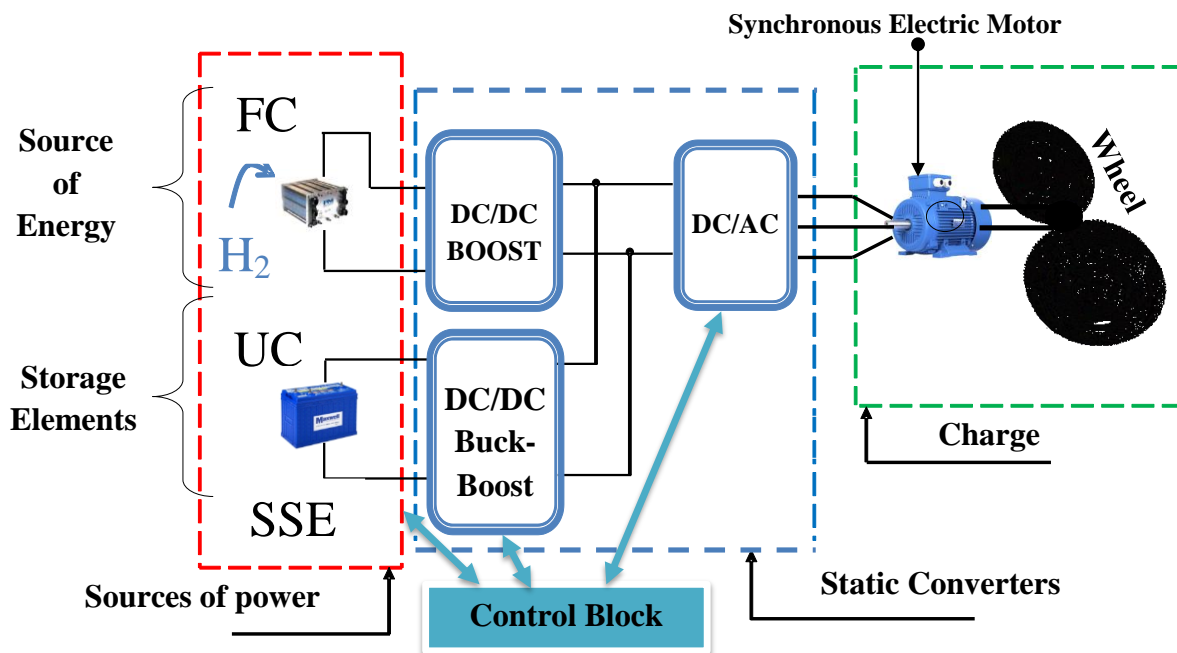 Synchronous Electric Motor
FC
Source
of
Energy
H2
DC/DC
BOOST
DC/AC
Wheel
UC
Storage
Elements
Maxwell
DC/DC
Buck-
Boost
Charge
SSE
Sources of power
Control Block
Static Converters